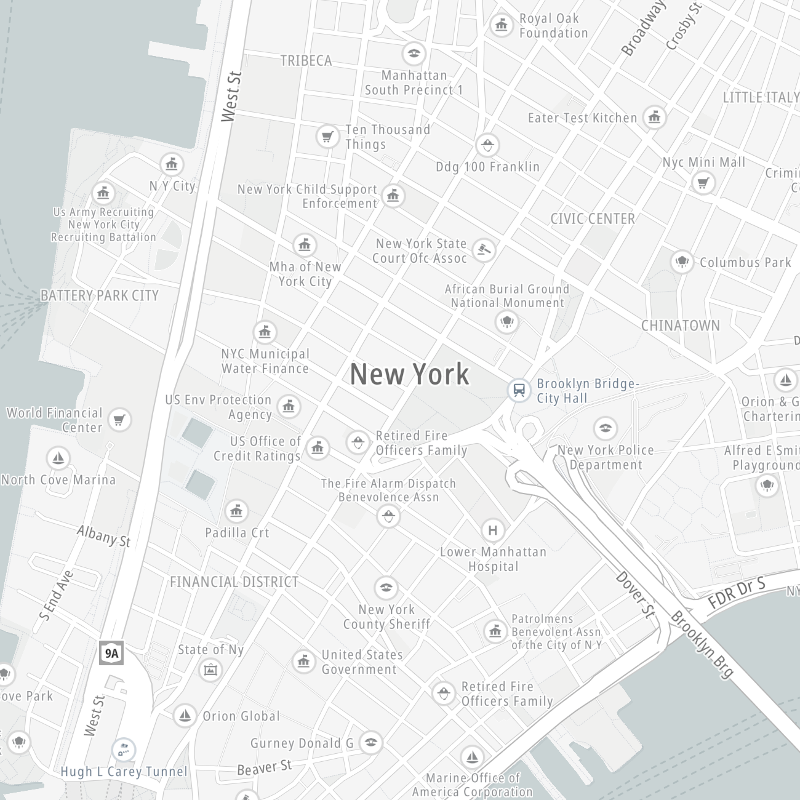 Royal Oak
Foundation
Broadway
Crosby St
TRIBECA
Manhattan
South Precinct 1
West St
LITTLE ITALY
Eater Test Kitchen
Ten Thousand
Things
Ddg 100 Franklin
Nyc Mini Mall
N Y City
New York Child Support
Enforcement
Us Army Recruiting
New York City
Recruiting Battalion
CIVIC CENTER
New York State
Court Ofc Assoc
Columbus Park
Mha of New
York City
African Burial Ground
National Monument
BATTERY PARK CITY
CHINATOWN
NYC Municipal
Water Finance
New York
Brooklyn Bridge-
City Hall
US Env Protection
Agency
Orion & G
Charterin
World Financial
Center
US Office of
Credit Ratings
Retired Fire
Officers Family
New York Police
Department
Alfred E Smit
Playground
North Cove Marina
The Fire Alarm Dispatch
Benevolence Assn
Padilla Crt
Albany St
H
Lower Manhattan
Hospital
FINANCIAL DISTRICT
S End Ave
Dover St
FDR Dr S
NY
New York
County Sheriff
Patrolmens
Benevolent Assn
of the City of N Y
Brooklyn Brg
9A
State of Ny
United States
Government
ove Park
Retired Fire
Officers Family
West St
Orion Global
Gurney Donald G
Hugh L Carey Tunnel
Beaver St
Marine Office of
America Corporation